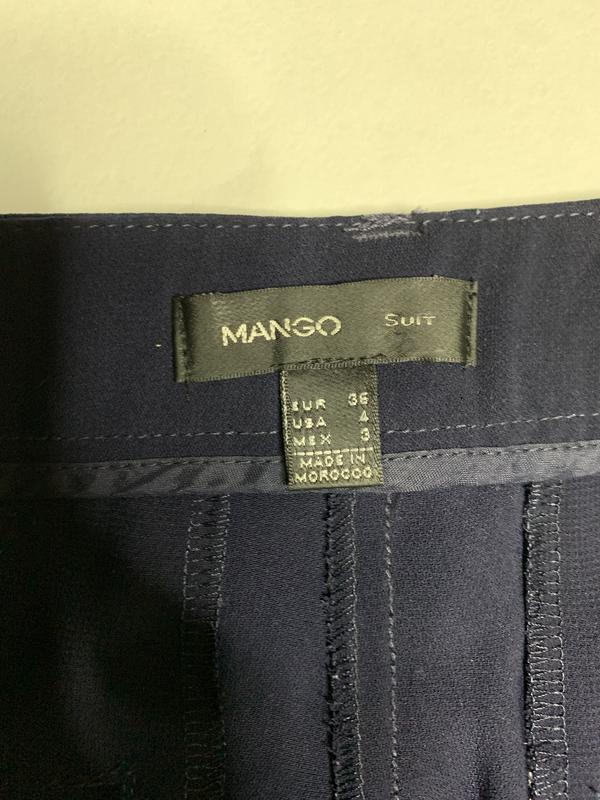 MANGO SUIT
EUR 36
USA 4
MEX 3
MADE IN
MOROCCO